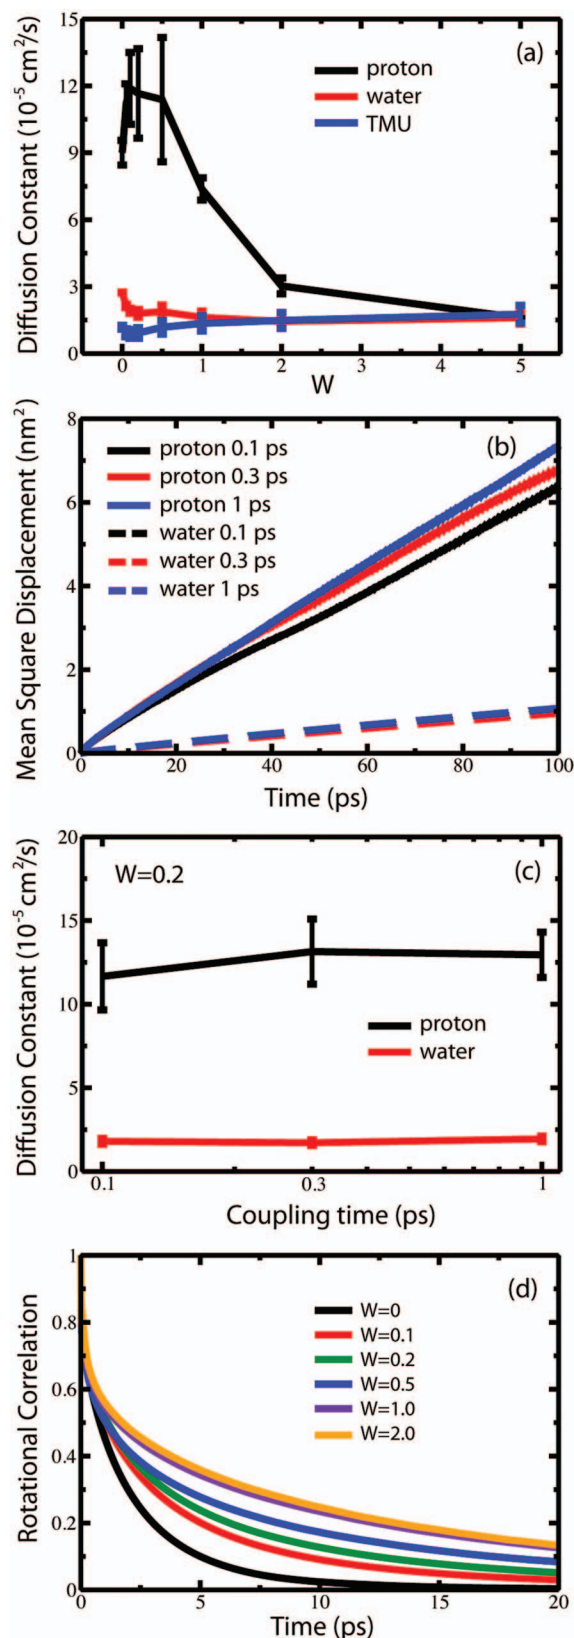 15
(a)
proton
water
TMU
12
9
6
3
0
Diffusion Constant (10⁻⁵ cm²/s)
0 1 2 3 4 5
W
8
(b)
proton 0.1 ps
proton 0.3 ps
proton 1 ps
water 0.1 ps
water 0.3 ps
water 1 ps
6
4
2
0
Mean Square Displacement (nm²)
0 20 40 60 80 100
Time (ps)
20
W=0.2
(c)
15
10
5
0
proton
water
Diffusion Constant (10⁻⁵ cm²/s)
0.1 0.3 1
Coupling time (ps)
1
(d)
W=0
W=0.1
W=0.2
W=0.5
W=1.0
W=2.0
0.8
0.6
0.4
0.2
0
Rotational Correlation
0 5 10 15 20
Time (ps)